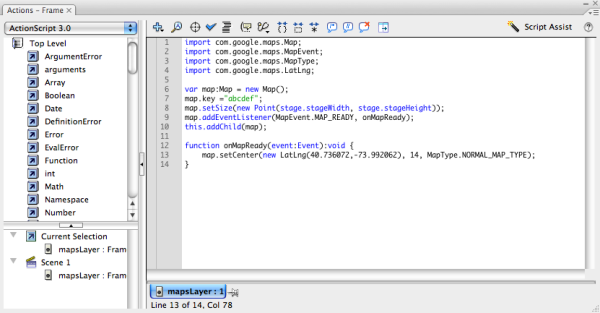 Actions – Frame ×
ActionScript 3.0
Script Assist
Top Level
ArgumentError
arguments
Array
Boolean
Date
DefinitionError
Error
EvalError
Function
int
Math
Namespace
Number
Current Selection
mapsLayer : Fram
Scene 1
mapsLayer : Fram
1 import com.google.maps.Map;
2 import com.google.maps.MapEvent;
3 import com.google.maps.MapType;
4 import com.google.maps.LatLng;
5
6 var map:Map = new Map();
7 map.key ="abcdef";
8 map.setSize(new Point(stage.stageWidth, stage.stageHeight));
9 map.addEventListener(MapEvent.MAP_READY, onMapReady);
10 this.addChild(map);
11
12 function onMapReady(event:Event):void {
13 map.setCenter(new LatLng(40.736072,-73.992062), 14, MapType.NORMAL_MAP_TYPE);
14 }
mapsLayer : 1
Line 13 of 14, Col 78